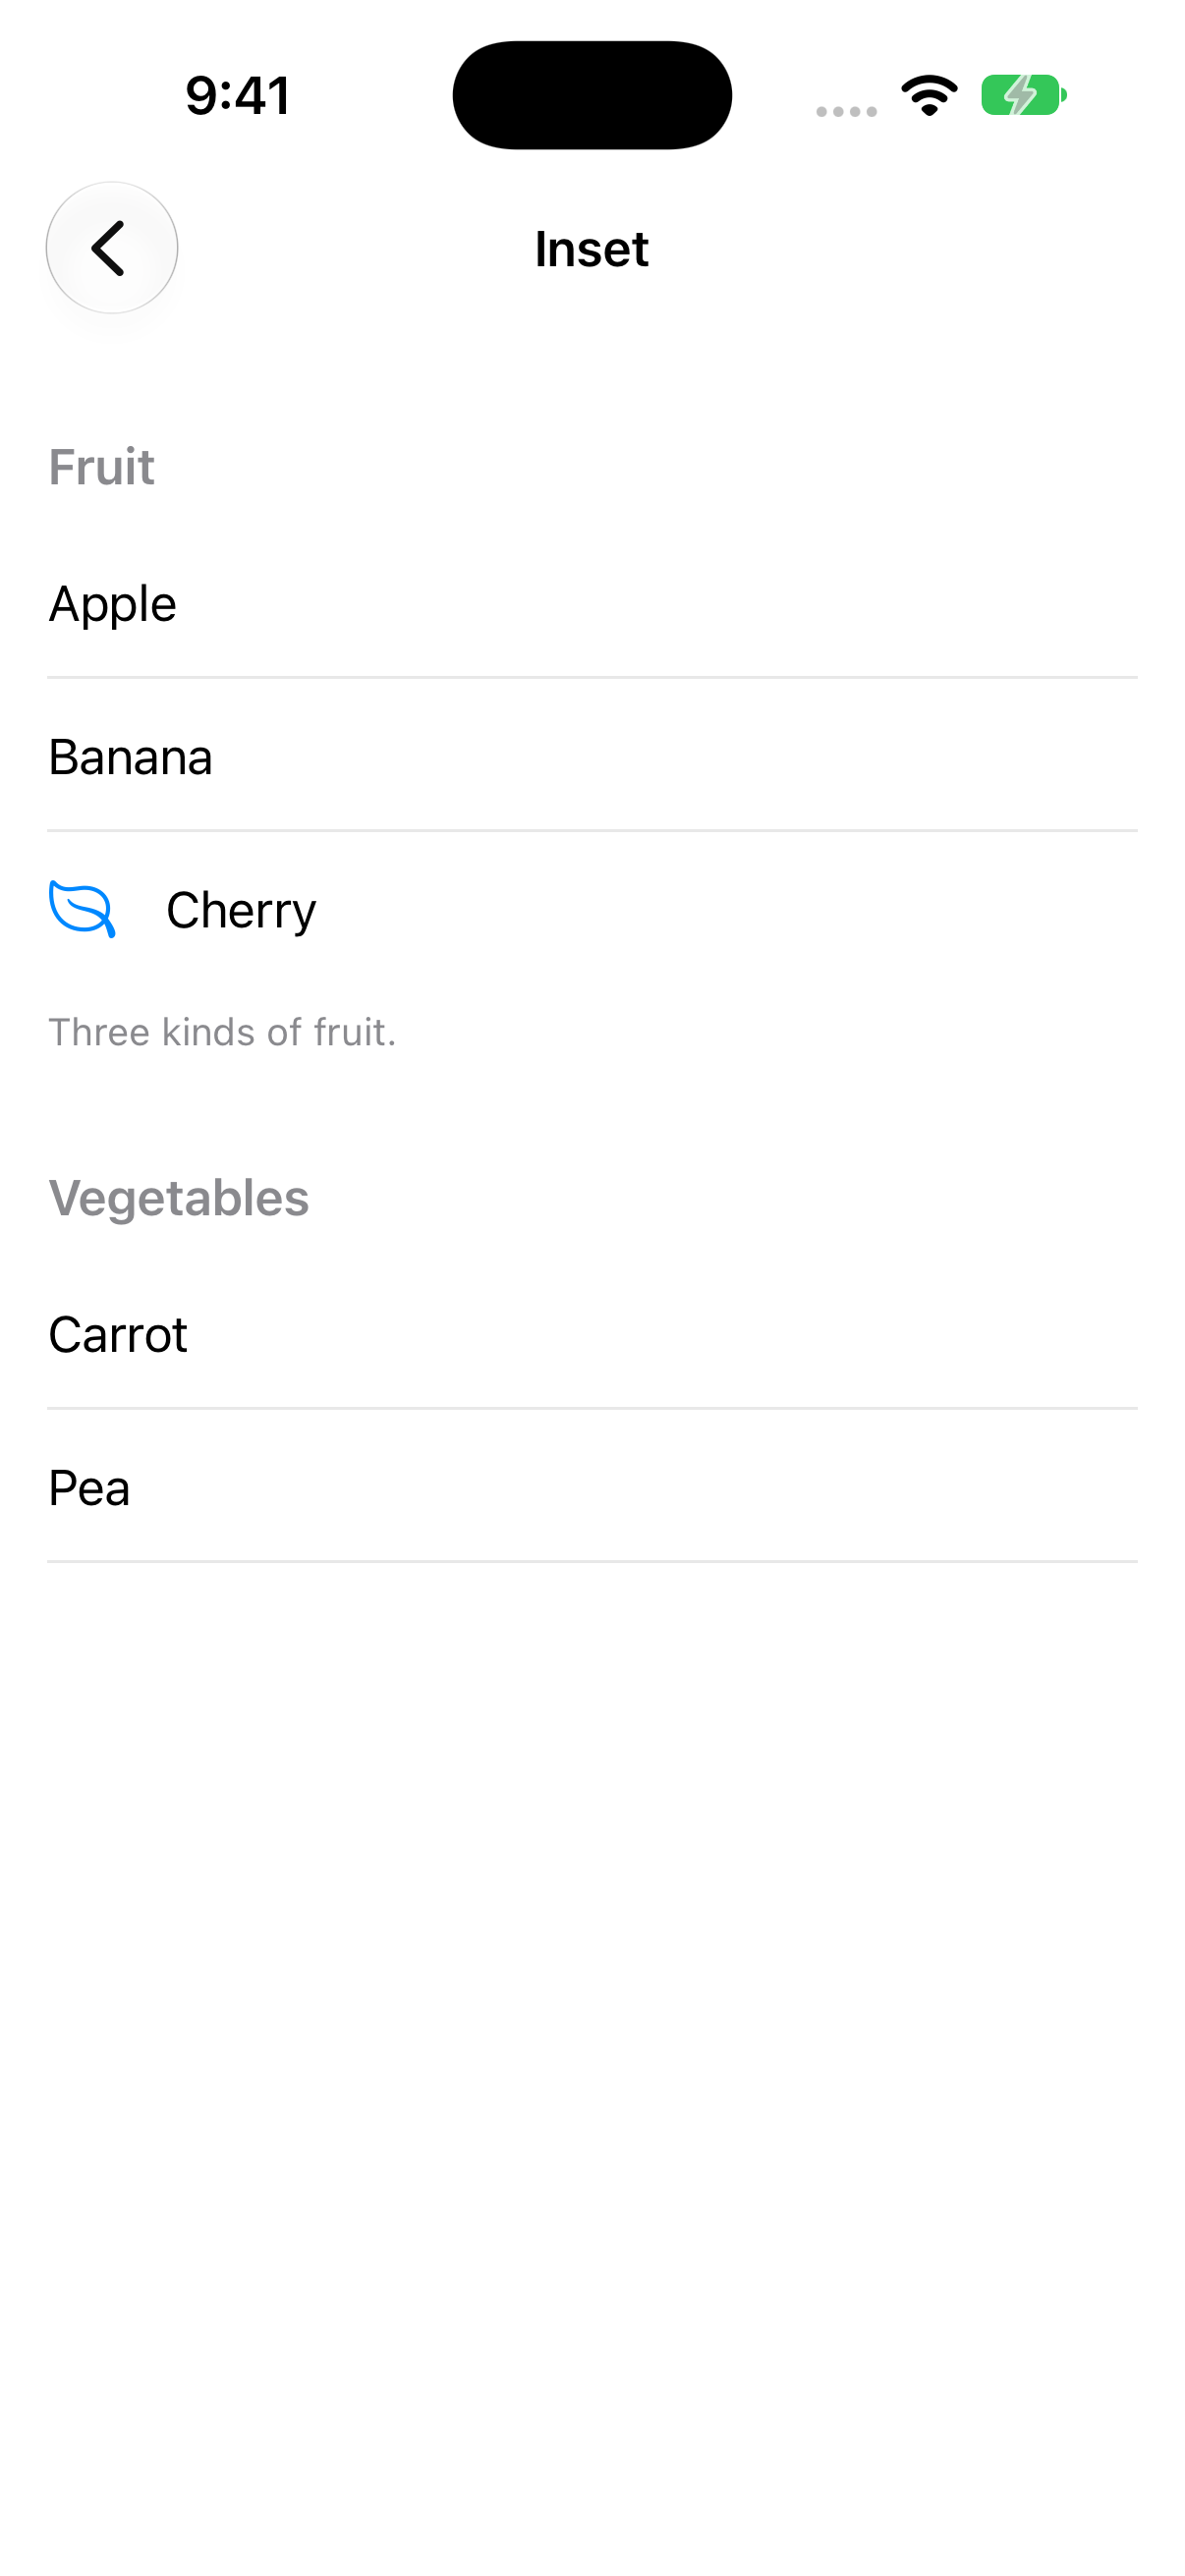 9:41
Inset
Fruit
Apple
Banana
Cherry
Three kinds of fruit.
Vegetables
Carrot
Pea